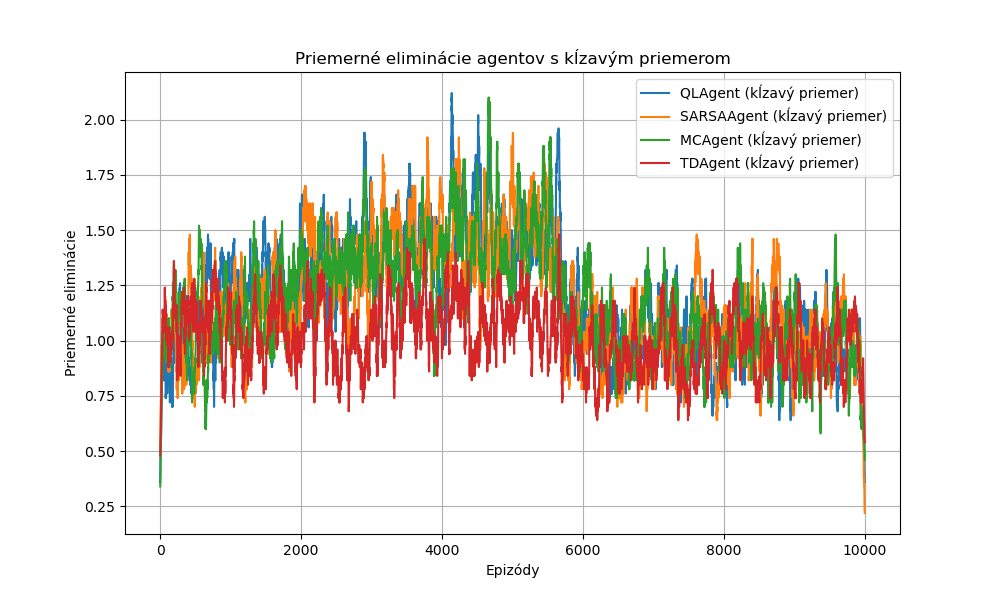 Priemerné eliminácie agentov s kĺzavým priemerom
Priemerné eliminácie
2.00
1.75
1.50
1.25
1.00
0.75
0.50
0.25
QLAgent (kĺzavý priemer)
SARSAAgent (kĺzavý priemer)
MCAgent (kĺzavý priemer)
TDAgent (kĺzavý priemer)
0 2000 4000 6000 8000 10000
Epizódy